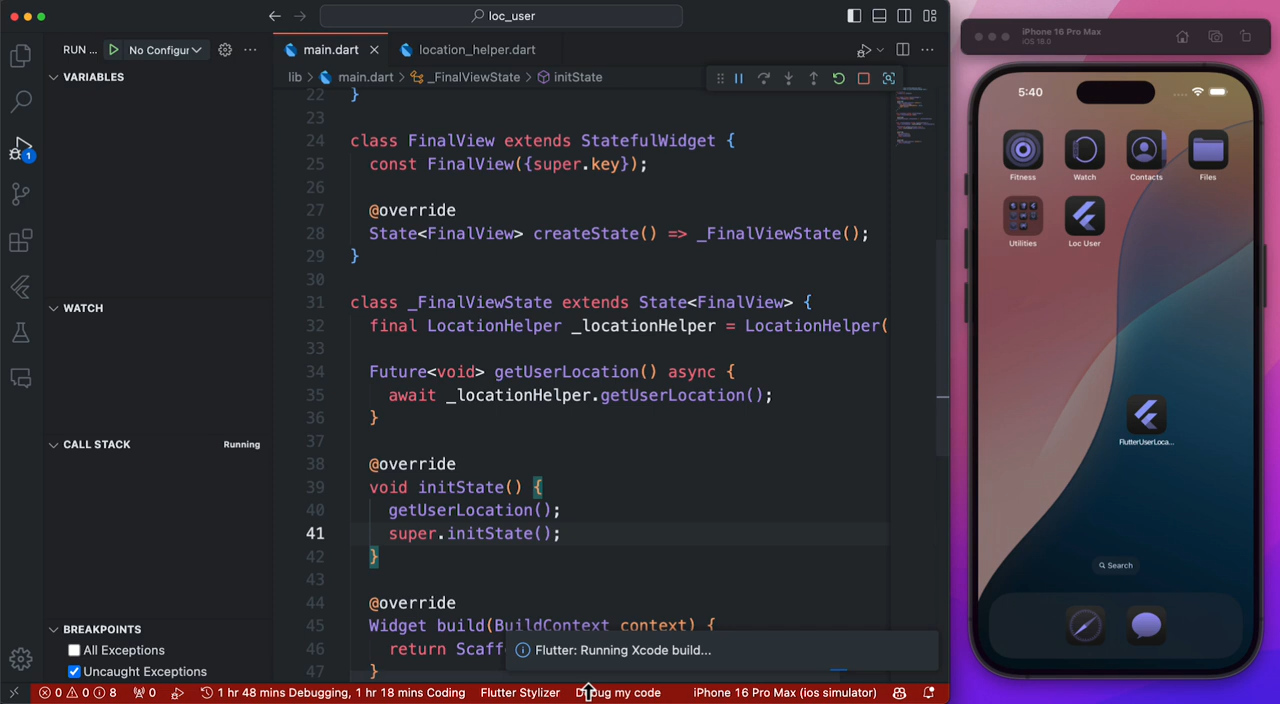 loc_user
RUN ... No Configur
main.dart
location_helper.dart
lib > main.dart > _FinalViewState > initState
VARIABLES
WATCH
CALL STACK
Running
BREAKPOINTS
All Exceptions
Uncaught Exceptions
22 }
23
24 class FinalView extends StatefulWidget {
25 const FinalView({super.key});
26
27 @override
28 State<FinalView> createState() => _FinalViewState();
29 }
30
31 class _FinalViewState extends State<FinalView> {
32 final LocationHelper _locationHelper = LocationHelper(
33
34 Future<void> getUserLocation() async {
35 await _locationHelper.getUserLocation();
36 }
37
38 @override
39 void initState() {
40 getUserLocation();
41 super.initState();
42 }
43
44 @override
45 Widget build(BuildContext context) {
46 return Scaff
47 }
Flutter: Running Xcode build...
1
0 0 8 0
1 hr 48 mins Debugging, 1 hr 18 mins Coding
Flutter Stylizer
Debug my code
iPhone 16 Pro Max (ios simulator)
iPhone 16 Pro Max
iOS 18.0
5:40
Fitness
Watch
Contacts
Files
Utilities
Loc User
FlutterUserLoca...
Search